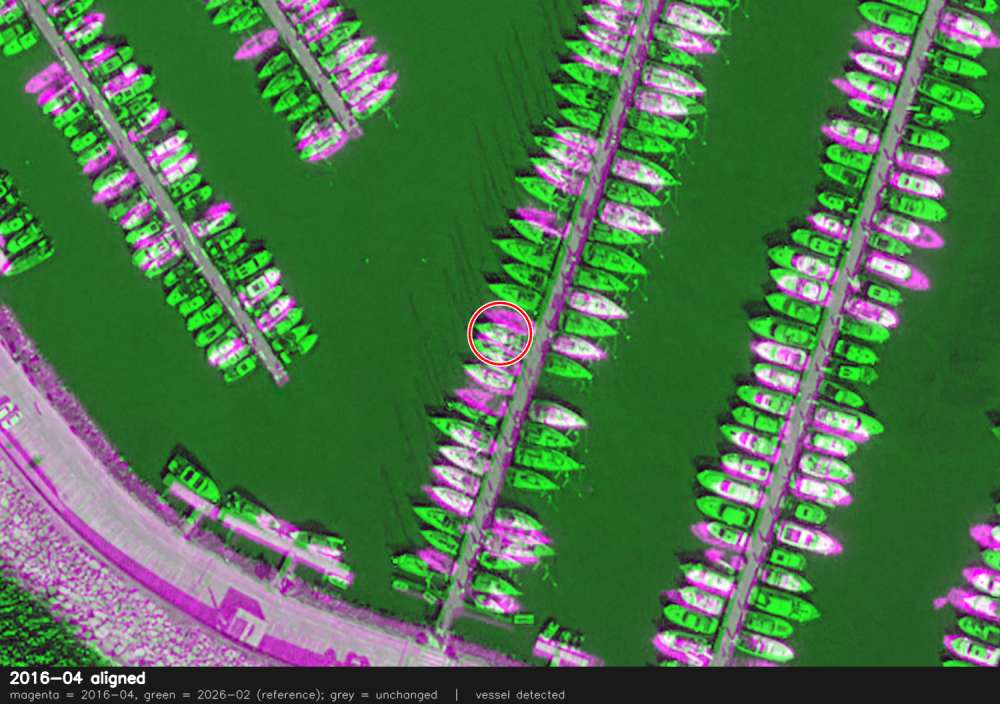 2016-04 aligned
magenta = 2016-04, green = 2026-02 (reference); grey = unchanged | vessel detected